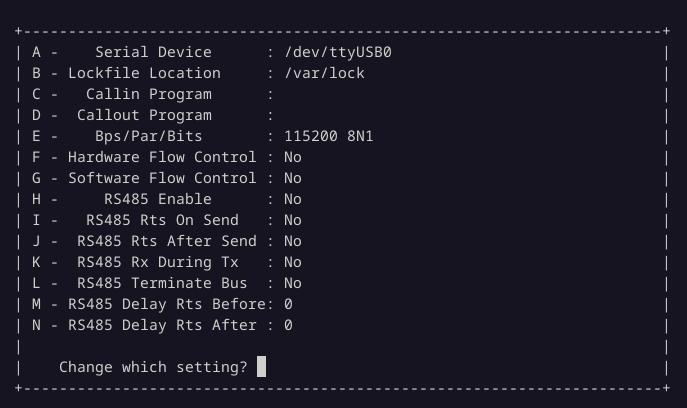 +-----------------------------------------------------------------------+
| A -    Serial Device      : /dev/ttyUSB0                              |
| B - Lockfile Location     : /var/lock                                 |
| C -   Callin Program      :                                           |
| D -  Callout Program      :                                           |
| E -    Bps/Par/Bits       : 115200 8N1                                |
| F - Hardware Flow Control : No                                        |
| G - Software Flow Control : No                                        |
| H -     RS485 Enable      : No                                        |
| I -   RS485 Rts On Send   : No                                        |
| J -  RS485 Rts After Send : No                                        |
| K -  RS485 Rx During Tx   : No                                        |
| L -  RS485 Terminate Bus  : No                                        |
| M - RS485 Delay Rts Before: 0                                         |
| N - RS485 Delay Rts After : 0                                         |
|                                                                       |
|    Change which setting?                                              |
+-----------------------------------------------------------------------+